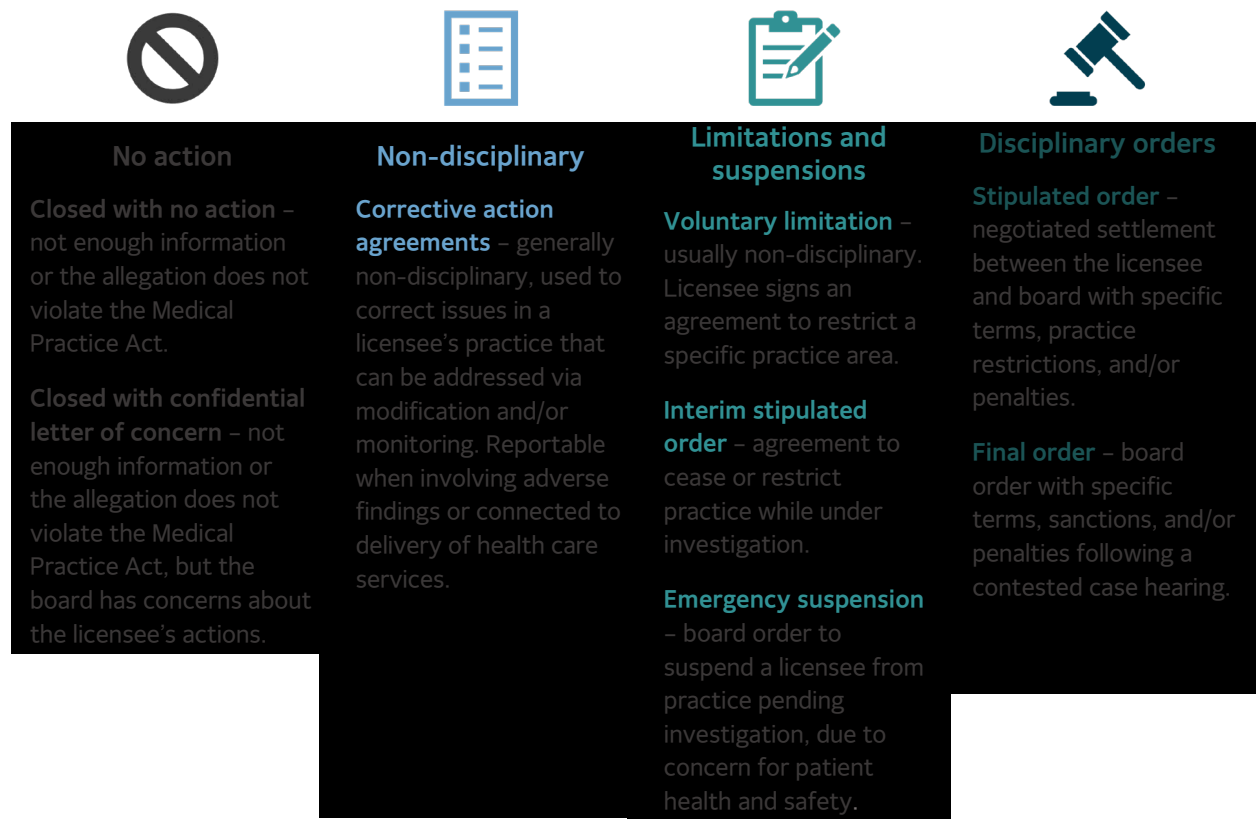 No action
Closed with no action –
not enough information
or the allegation does not
violate the Medical
Practice Act.
Closed with confidential
letter of concern – not
enough information or
the allegation does not
violate the Medical
Practice Act, but the
board has concerns about
the licensee’s actions.
Non-disciplinary
Corrective action
agreements – generally
non-disciplinary, used to
correct issues in a
licensee’s practice that
can be addressed via
modification and/or
monitoring. Reportable
when involving adverse
findings or connected to
delivery of health care
services.
Limitations and
suspensions
Voluntary limitation –
usually non-disciplinary.
Licensee signs an
agreement to restrict a
specific practice area.
Interim stipulated
order – agreement to
cease or restrict
practice while under
investigation.
Emergency suspension
– board order to
suspend a licensee from
practice pending
investigation, due to
concern for patient
health and safety.
Disciplinary orders
Stipulated order –
negotiated settlement
between the licensee
and board with specific
terms, practice
restrictions, and/or
penalties.
Final order – board
order with specific
terms, sanctions, and/or
penalties following a
contested case hearing.